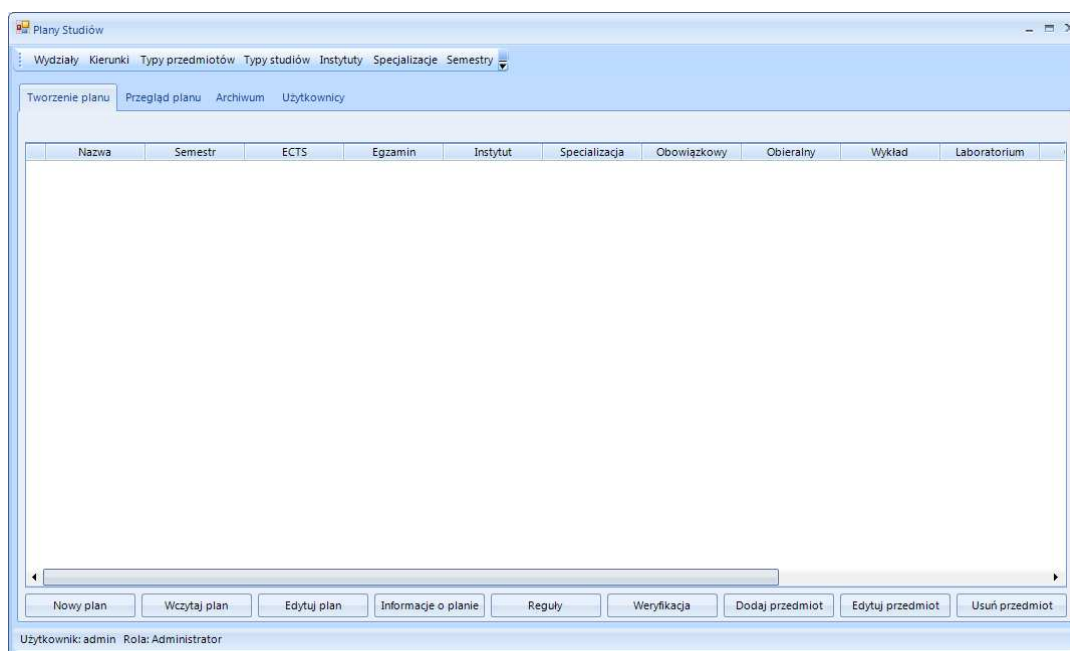 Plany Studiów
Wydziały Kierunki Typy przedmiotów Typy studiów Instytuty Specjalizacje Semestry
Tworzenie planu Przegląd planu Archiwum Użytkownicy
Nazwa Semestr ECTS Egzamin Instytut Specializacja Obowiązkowy Obieralny Wykład Laboratorium
Nowy plan Wczytaj plan Edytuj plan Informacje o planie Reguły Weryfikacja Dodaj przedmiot Edytuj przedmiot Usuń przedmiot
Użytkownik: admin Rola: Administrator